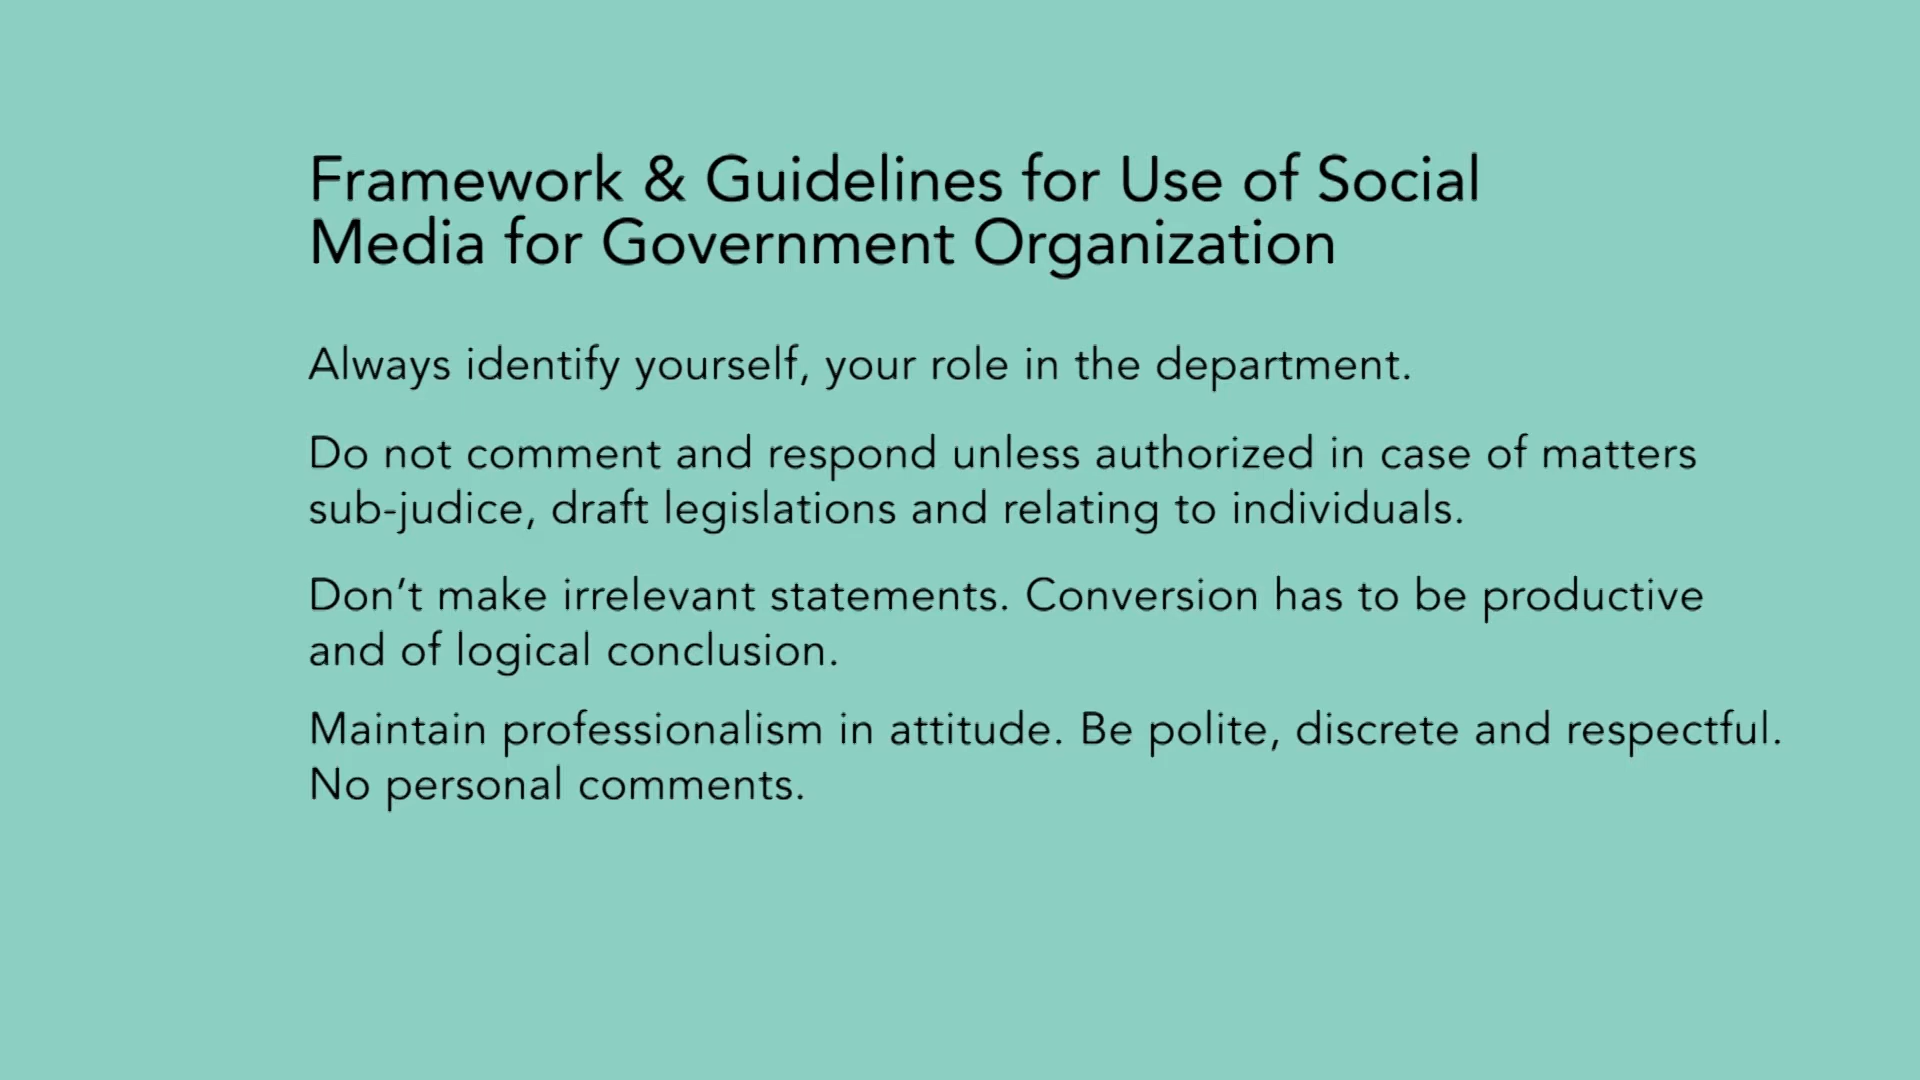 Framework & Guidelines for Use of Social
Media for Government Organization
Always identify yourself, your role in the department.
Do not comment and respond unless authorized in case of matters
sub-judice, draft legislations and relating to individuals.
Don’t make irrelevant statements. Conversion has to be productive
and of logical conclusion.
Maintain professionalism in attitude. Be polite, discrete and respectful.
No personal comments.